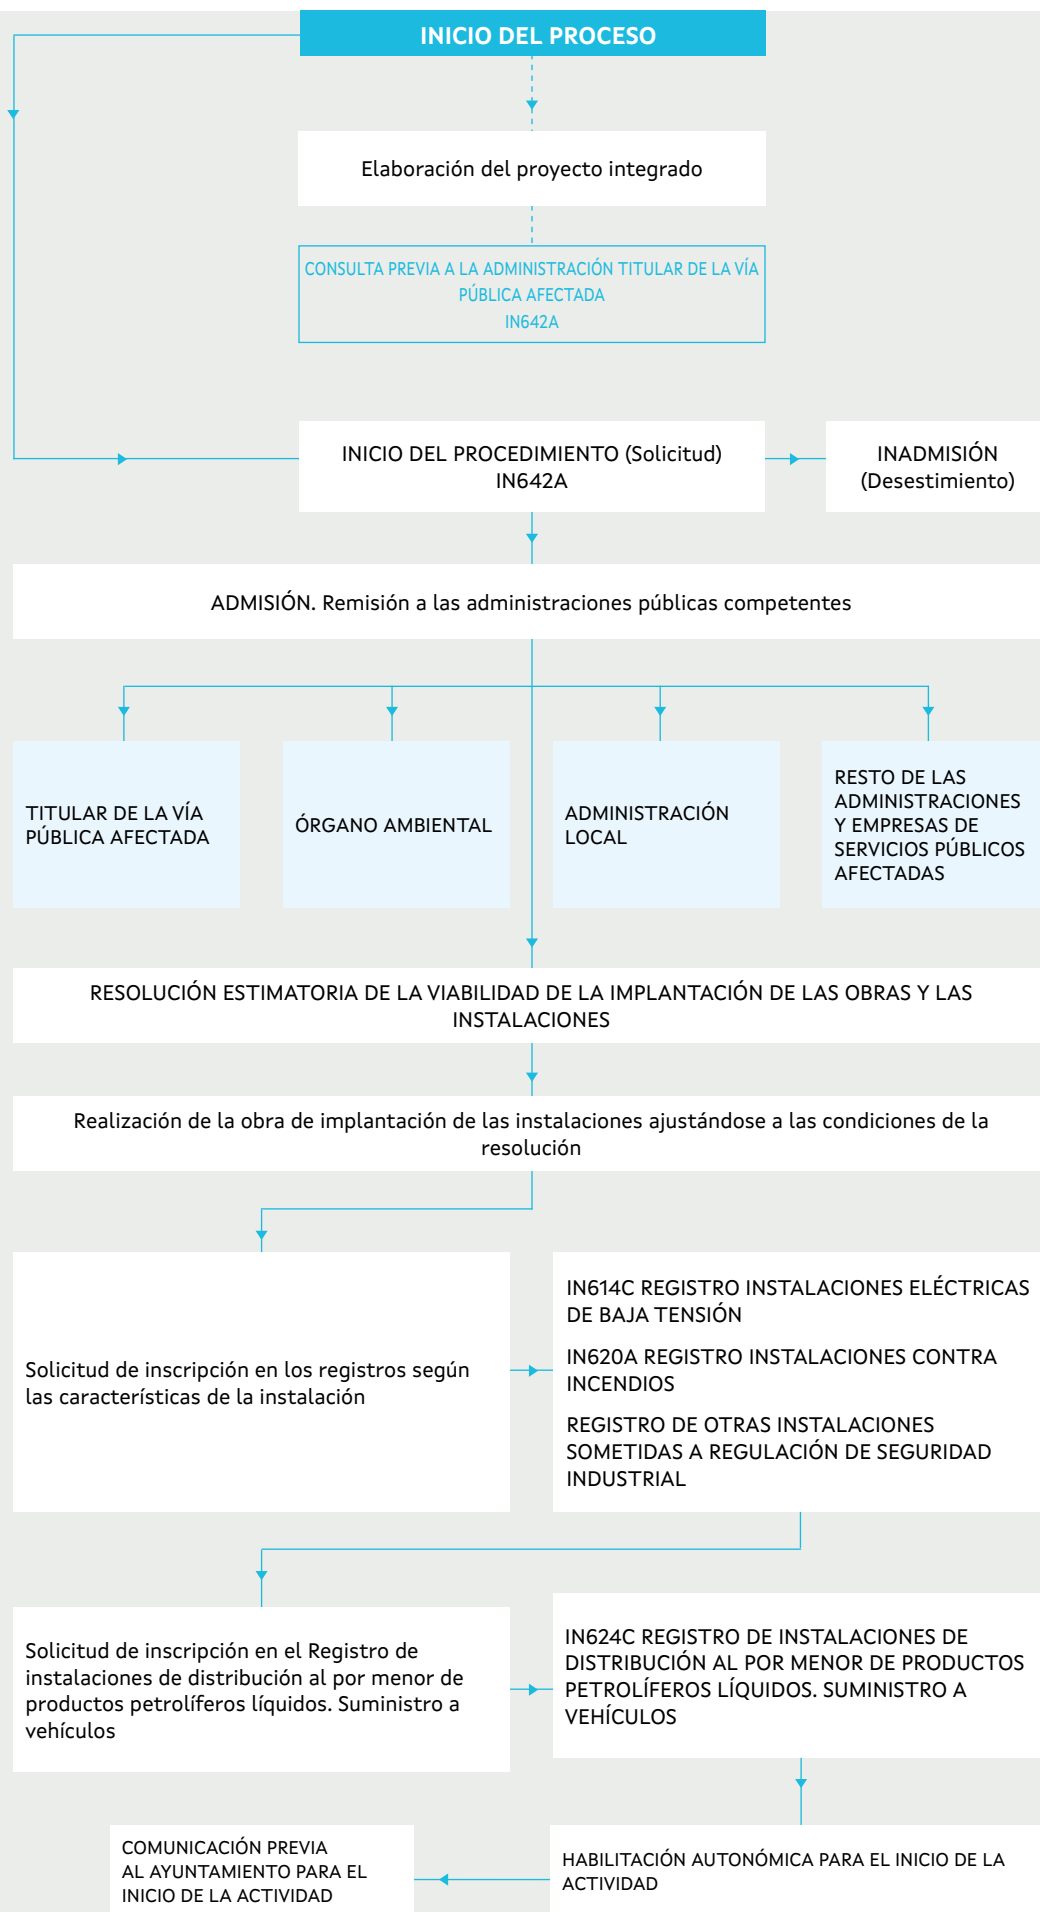 INICIO DEL PROCESO
Elaboración del proyecto integrado
CONSULTA PREVIA A LA ADMINISTRACIÓN TITULAR DE LA VÍA
PÚBLICA AFECTADA
IN642A
INICIO DEL PROCEDIMIENTO (Solicitud)
IN642A
INADMISIÓN
(Desestimiento)
ADMISIÓN. Remisión a las administraciones públicas competentes
TITULAR DE LA VÍA
PÚBLICA AFECTADA
ÓRGANO AMBIENTAL
ADMINISTRACIÓN
LOCAL
RESTO DE LAS
ADMINISTRACIONES
Y EMPRESAS DE
SERVICIOS PÚBLICOS
AFECTADAS
RESOLUCIÓN ESTIMATORIA DE LA VIABILIDAD DE LA IMPLANTACIÓN DE LAS OBRAS Y LAS
INSTALACIONES
Realización de la obra de implantación de las instalaciones ajustándose a las condiciones de la
resolución
Solicitud de inscripción en los registros según
las características de la instalación
IN614C REGISTRO INSTALACIONES ELÉCTRICAS
DE BAJA TENSIÓN
IN620A REGISTRO INSTALACIONES CONTRA
INCENDIOS
REGISTRO DE OTRAS INSTALACIONES
SOMETIDAS A REGULACIÓN DE SEGURIDAD
INDUSTRIAL
Solicitud de inscripción en el Registro de
instalaciones de distribución al por menor de
productos petrolíferos líquidos. Suministro a
vehículos
IN624C REGISTRO DE INSTALACIONES DE
DISTRIBUCIÓN AL POR MENOR DE PRODUCTOS
PETROLÍFEROS LÍQUIDOS. SUMINISTRO A
VEHÍCULOS
COMUNICACIÓN PREVIA
AL AYUNTAMIENTO PARA EL
INICIO DE LA ACTIVIDAD
HABILITACIÓN AUTONÓMICA PARA EL INICIO DE LA
ACTIVIDAD